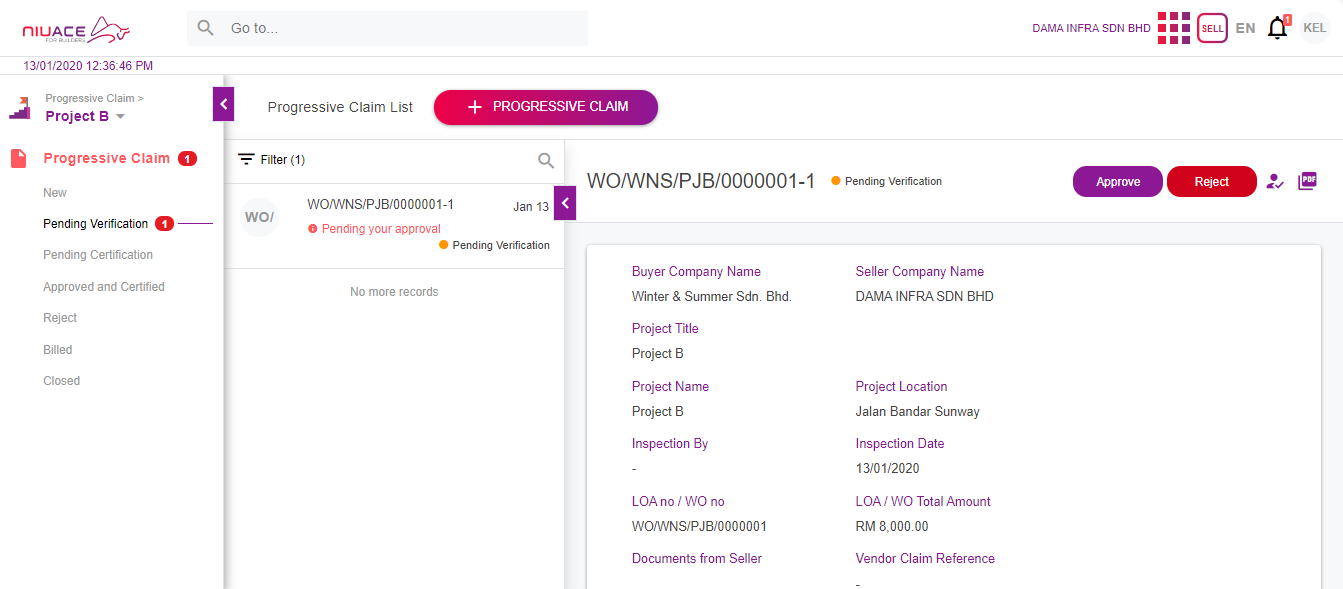 NIUACE
FOR BUILDERS
Go to...
DAMA INFRA SDN BHD
SELL
EN
1
KEL
13/01/2020 12:36:46 PM
Progressive Claim >
Project B
Progressive Claim 1
New
Pending Verification 1
Pending Certification
Approved and Certified
Reject
Billed
Closed
Progressive Claim List
+ PROGRESSIVE CLAIM
Filter (1)
WO/
WO/WNS/PJB/0000001-1
Jan 13
Pending your approval
Pending Verification
No more records
WO/WNS/PJB/0000001-1
Pending Verification
Approve
Reject
PDF
Buyer Company Name
Winter & Summer Sdn. Bhd.
Seller Company Name
DAMA INFRA SDN BHD
Project Title
Project B
Project Name
Project B
Project Location
Jalan Bandar Sunway
Inspection By
-
Inspection Date
13/01/2020
LOA no / WO no
WO/WNS/PJB/0000001
LOA / WO Total Amount
RM 8,000.00
Documents from Seller
Vendor Claim Reference
-